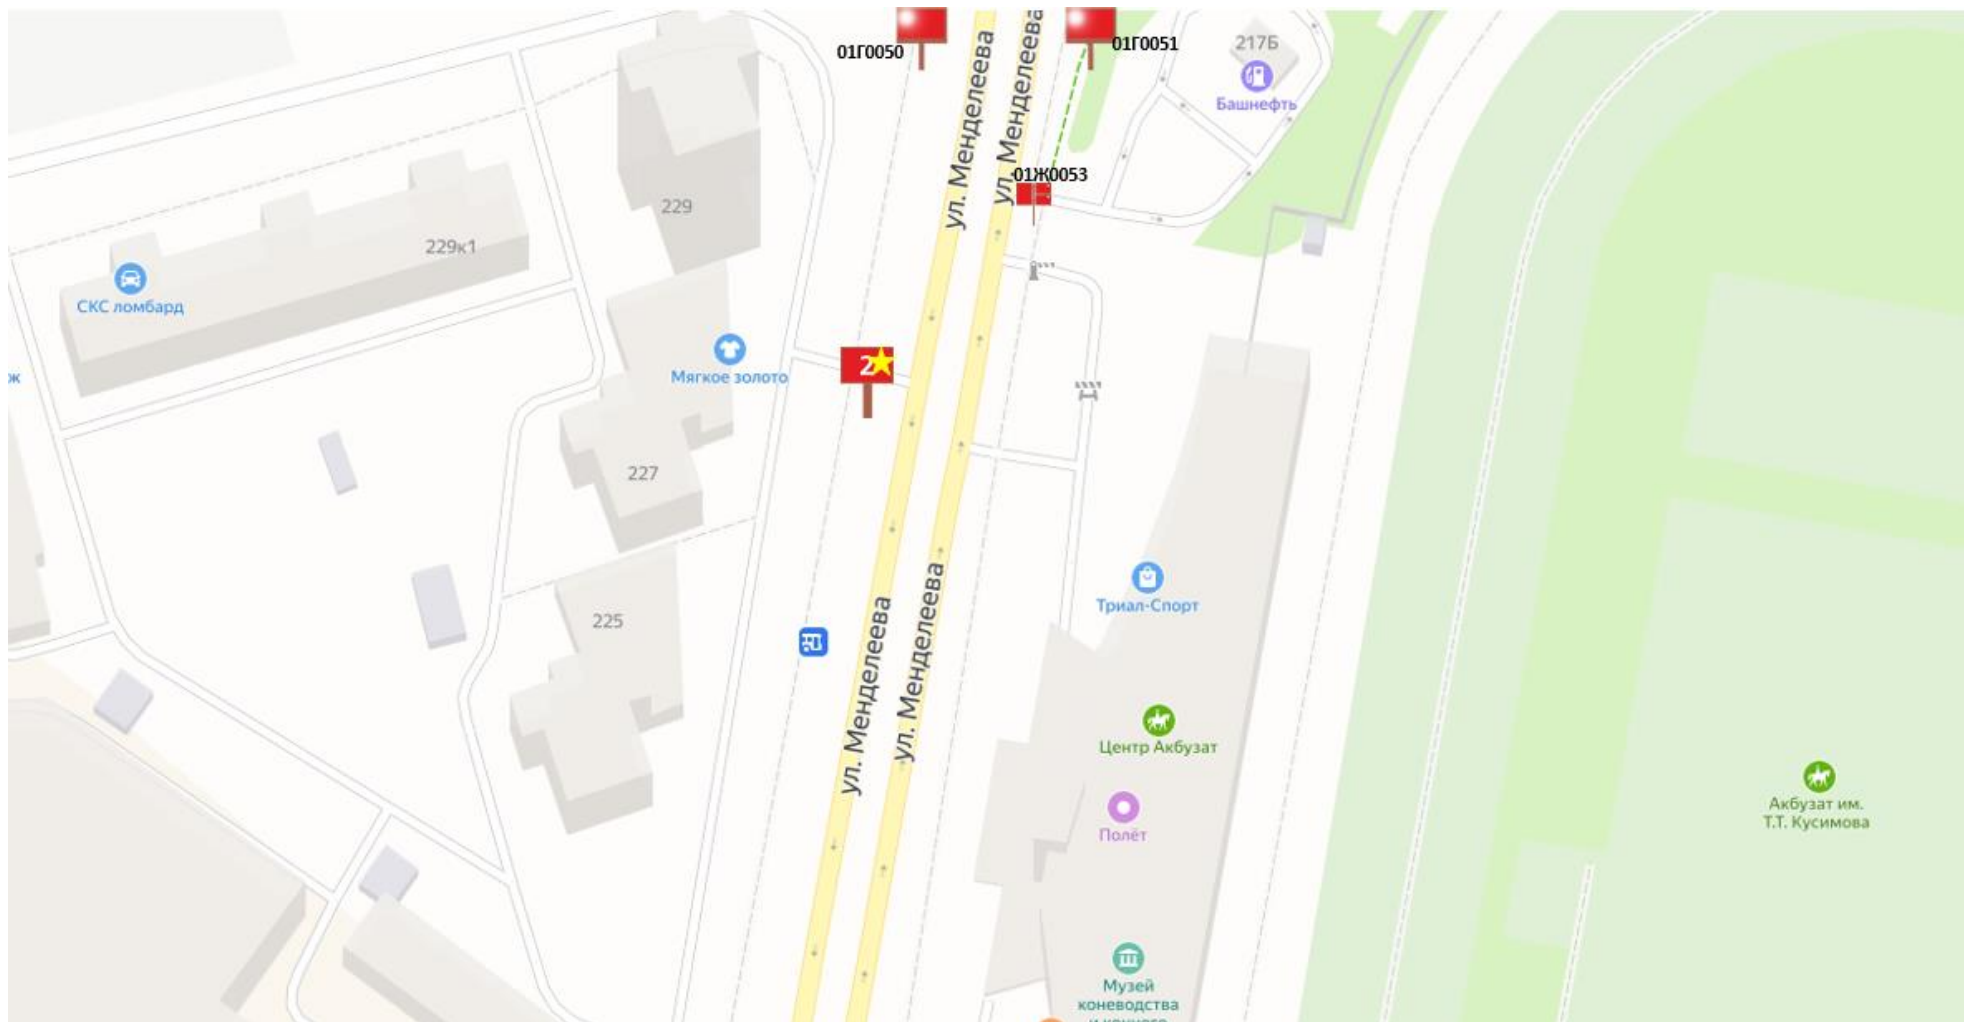 01Г0050
ул. Менделеева
ул. Менделеева
01Г0051
217Б
Башнефть
01Ж0053
229
229к1
СКС ломбард
Мягкое золото
2
ж
227
225
Триал-Спорт
ул. Менделеева
ул. Менделеева
Центр Акбузат
Полёт
Акбузат им.
Т.Т. Кусимова
Музей
коневодства